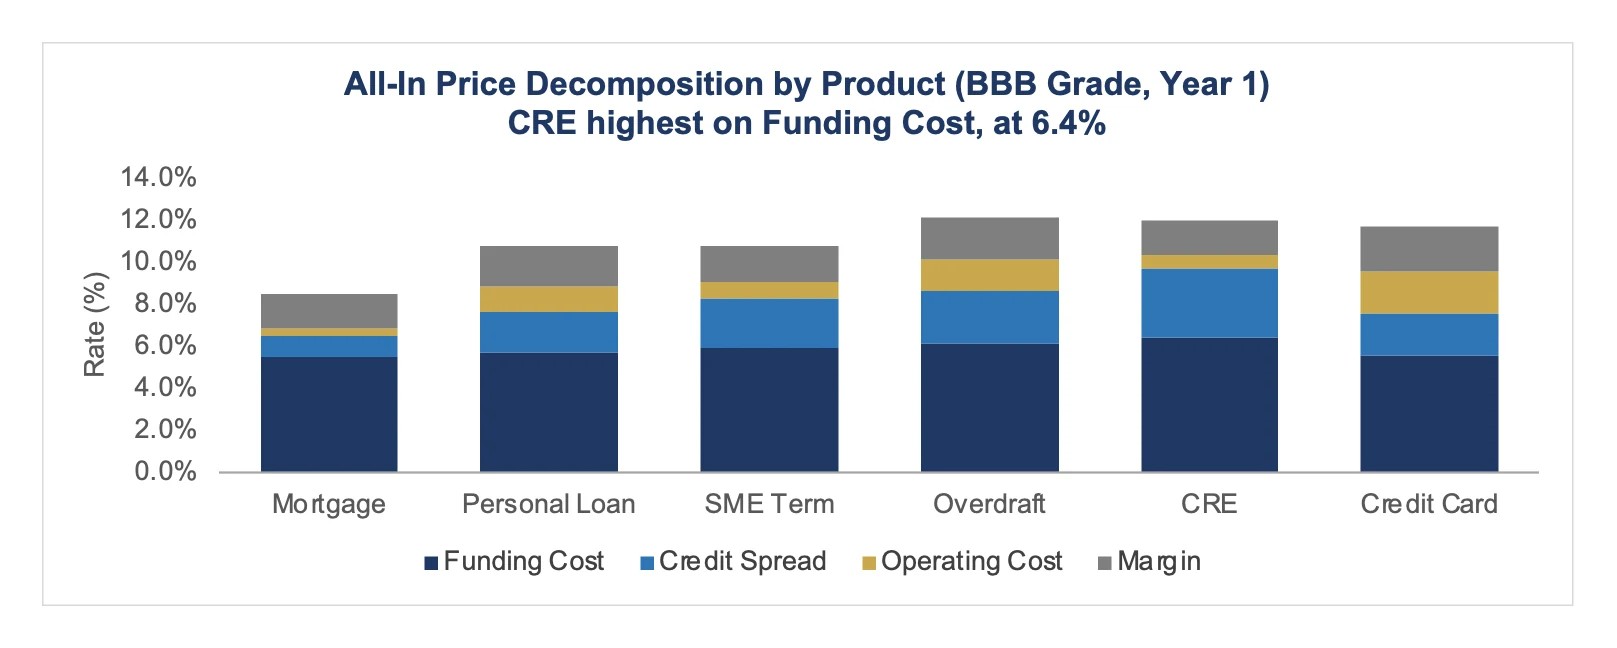 All-In Price Decomposition by Product (BBB Grade, Year 1)
CRE highest on Funding Cost, at 6.4%
14.0%
12.0%
10.0%
8.0%
6.0%
4.0%
2.0%
0.0%
Rate (%)
Mortgage Personal Loan SME Term Overdraft CRE Credit Card
Funding Cost Credit Spread Operating Cost Margin